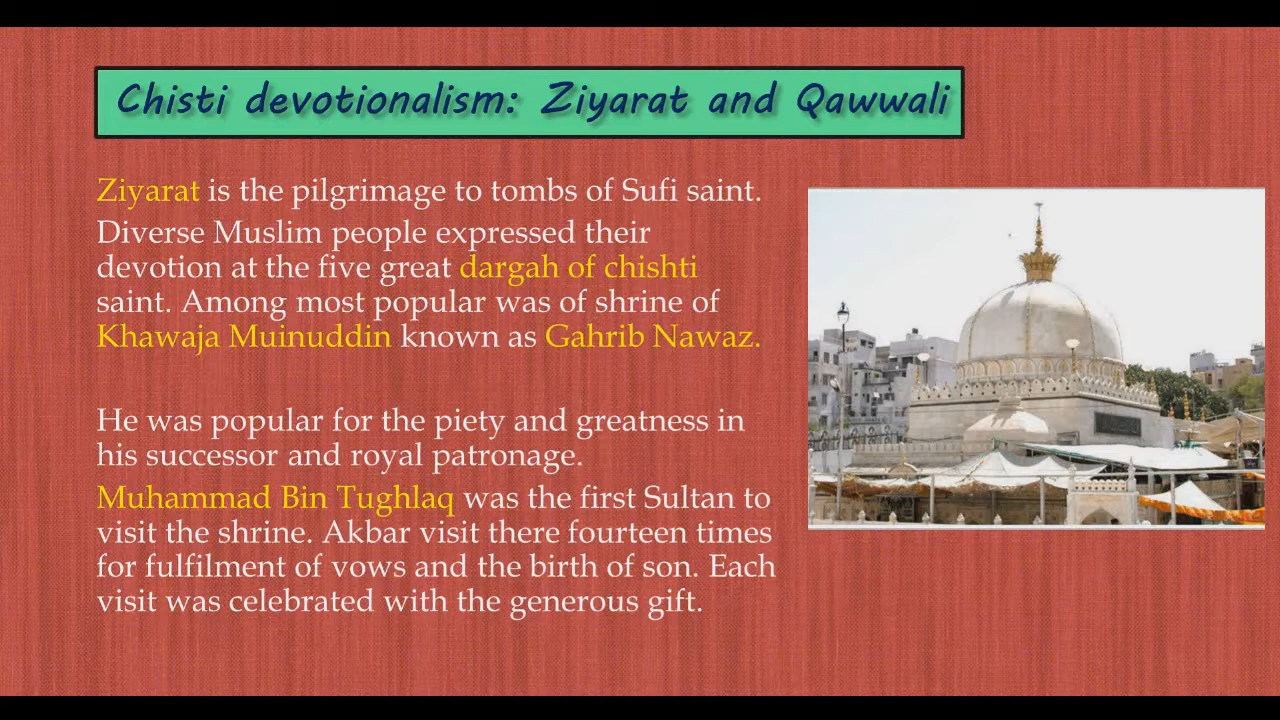 Chisti devotionalism: Ziyarat and Qawwali
Ziyarat is the pilgrimage to tombs of Sufi saint.
Diverse Muslim people expressed their
devotion at the five great dargah of chishti
saint. Among most popular was of shrine of
Khawaja Muinuddin known as Gahrib Nawaz.
He was popular for the piety and greatness in
his successor and royal patronage.
Muhammad Bin Tughlaq was the first Sultan to
visit the shrine. Akbar visit there fourteen times
for fulfilment of vows and the birth of son. Each
visit was celebrated with the generous gift.